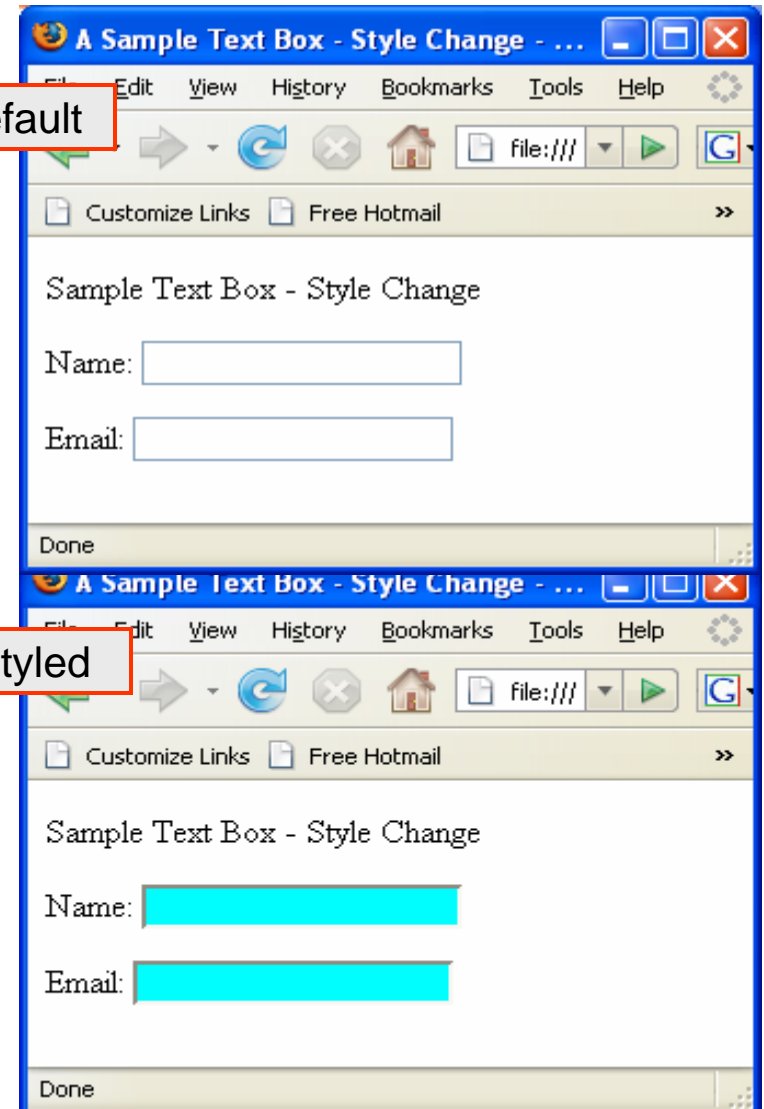 A Sample Text Box - Style Change - ...
Edit View History Bookmarks Tools Help
efault
file:/// G
Customize Links Free Hotmail »
Sample Text Box - Style Change
Name:
Email:
Done
A Sample Text Box - Style Change - ...
Edit View History Bookmarks Tools Help
tyled
file:/// G
Customize Links Free Hotmail »
Sample Text Box - Style Change
Name:
Email:
Done